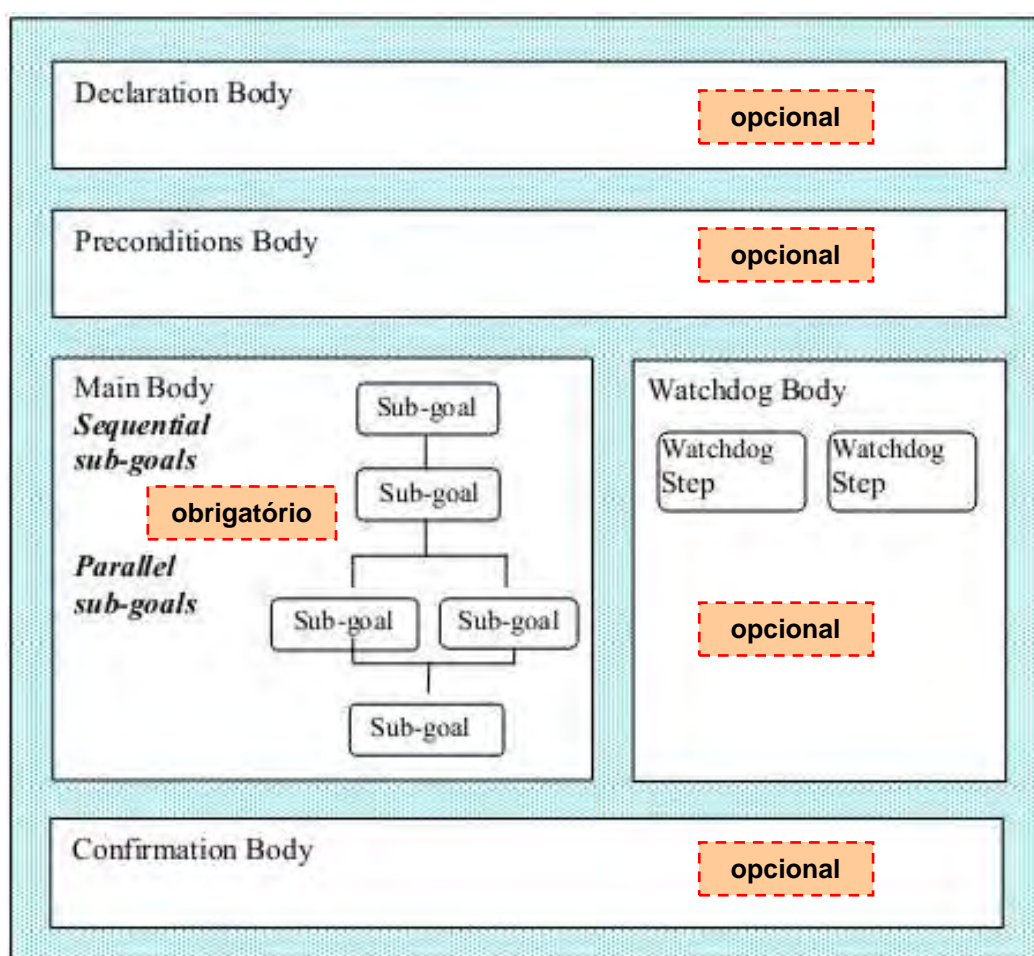 Declaration Body
opcional
Preconditions Body
opcional
Main Body
Sequential
sub-goals
obrigatório
Parallel
sub-goals
Sub-goal
Sub-goal
Sub-goal
Sub-goal
Sub-goal
Watchdog Body
Watchdog
Step
Watchdog
Step
opcional
Confirmation Body
opcional